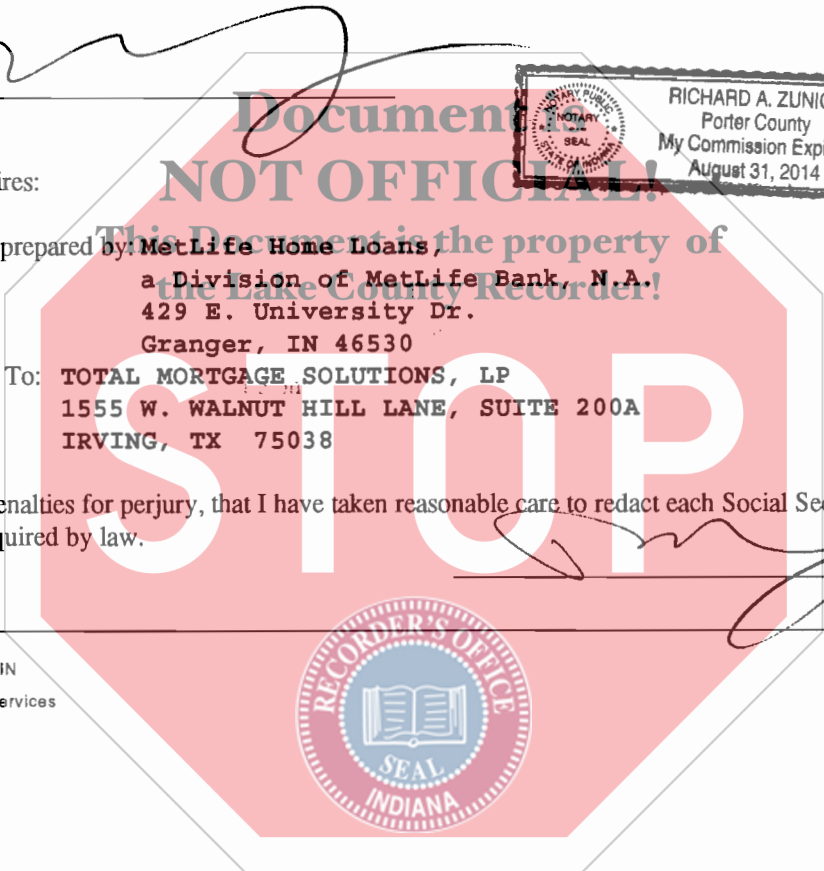 Document is
NOT OFFICIAL!
This Document is the property of
the Lake County Recorder!
NOTARY PUBLIC
NOTARY
SEAL
STATE OF INDIANA
RICHARD A. ZUNIC
Porter County
My Commission Expi
August 31, 2014
ires:
prepared by: MetLife Home Loans,
a Division of MetLife Bank, N.A.
429 E. University Dr.
Granger, IN 46530
To: TOTAL MORTGAGE SOLUTIONS, LP
1555 W. WALNUT HILL LANE, SUITE 200A
IRVING, TX 75038
STOP
enalties for perjury, that I have taken reasonable care to redact each Social Sec
quired by law.
IN
ervices
RECORDER'S OFFICE
SEAL
INDIANA